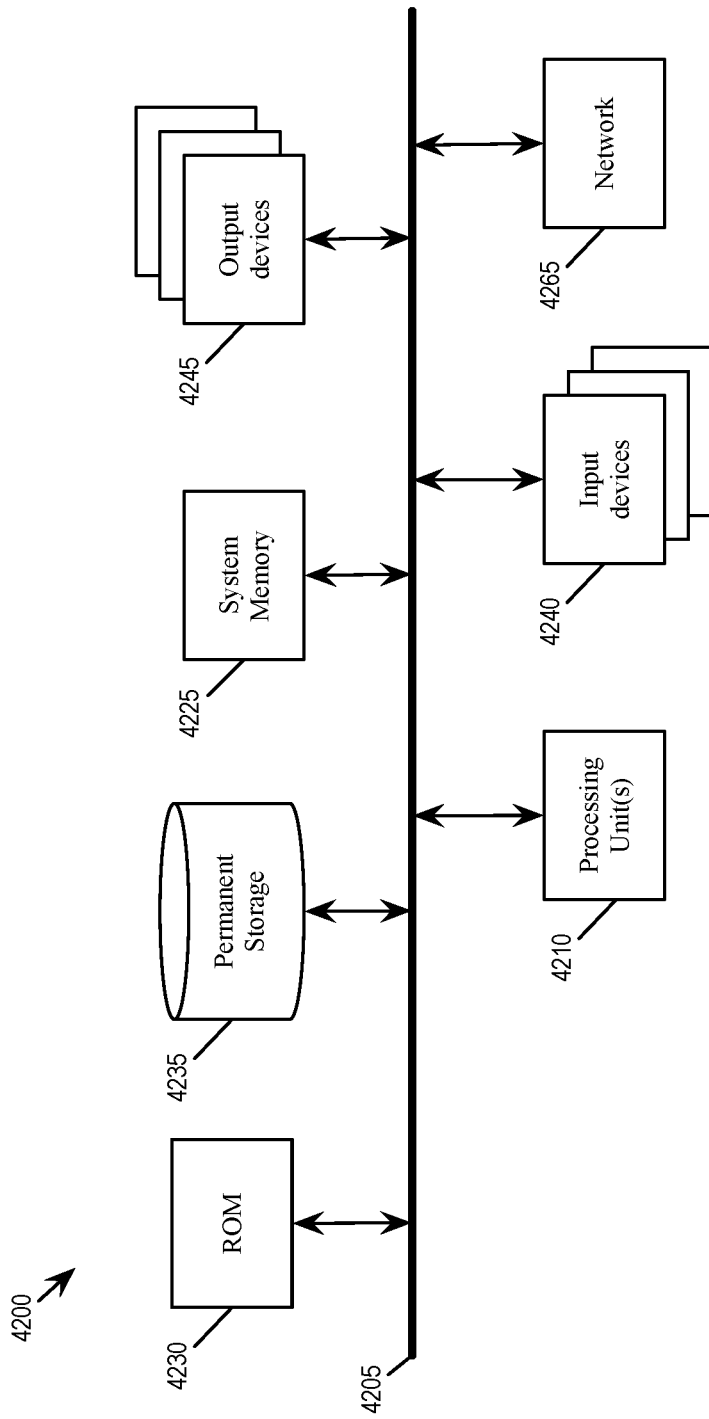 4200
ROM
4230
Permanent
Storage
4235
System
Memory
4225
Output
devices
4245
4205
Processing
Unit(s)
4210
Input
devices
4240
Network
4265